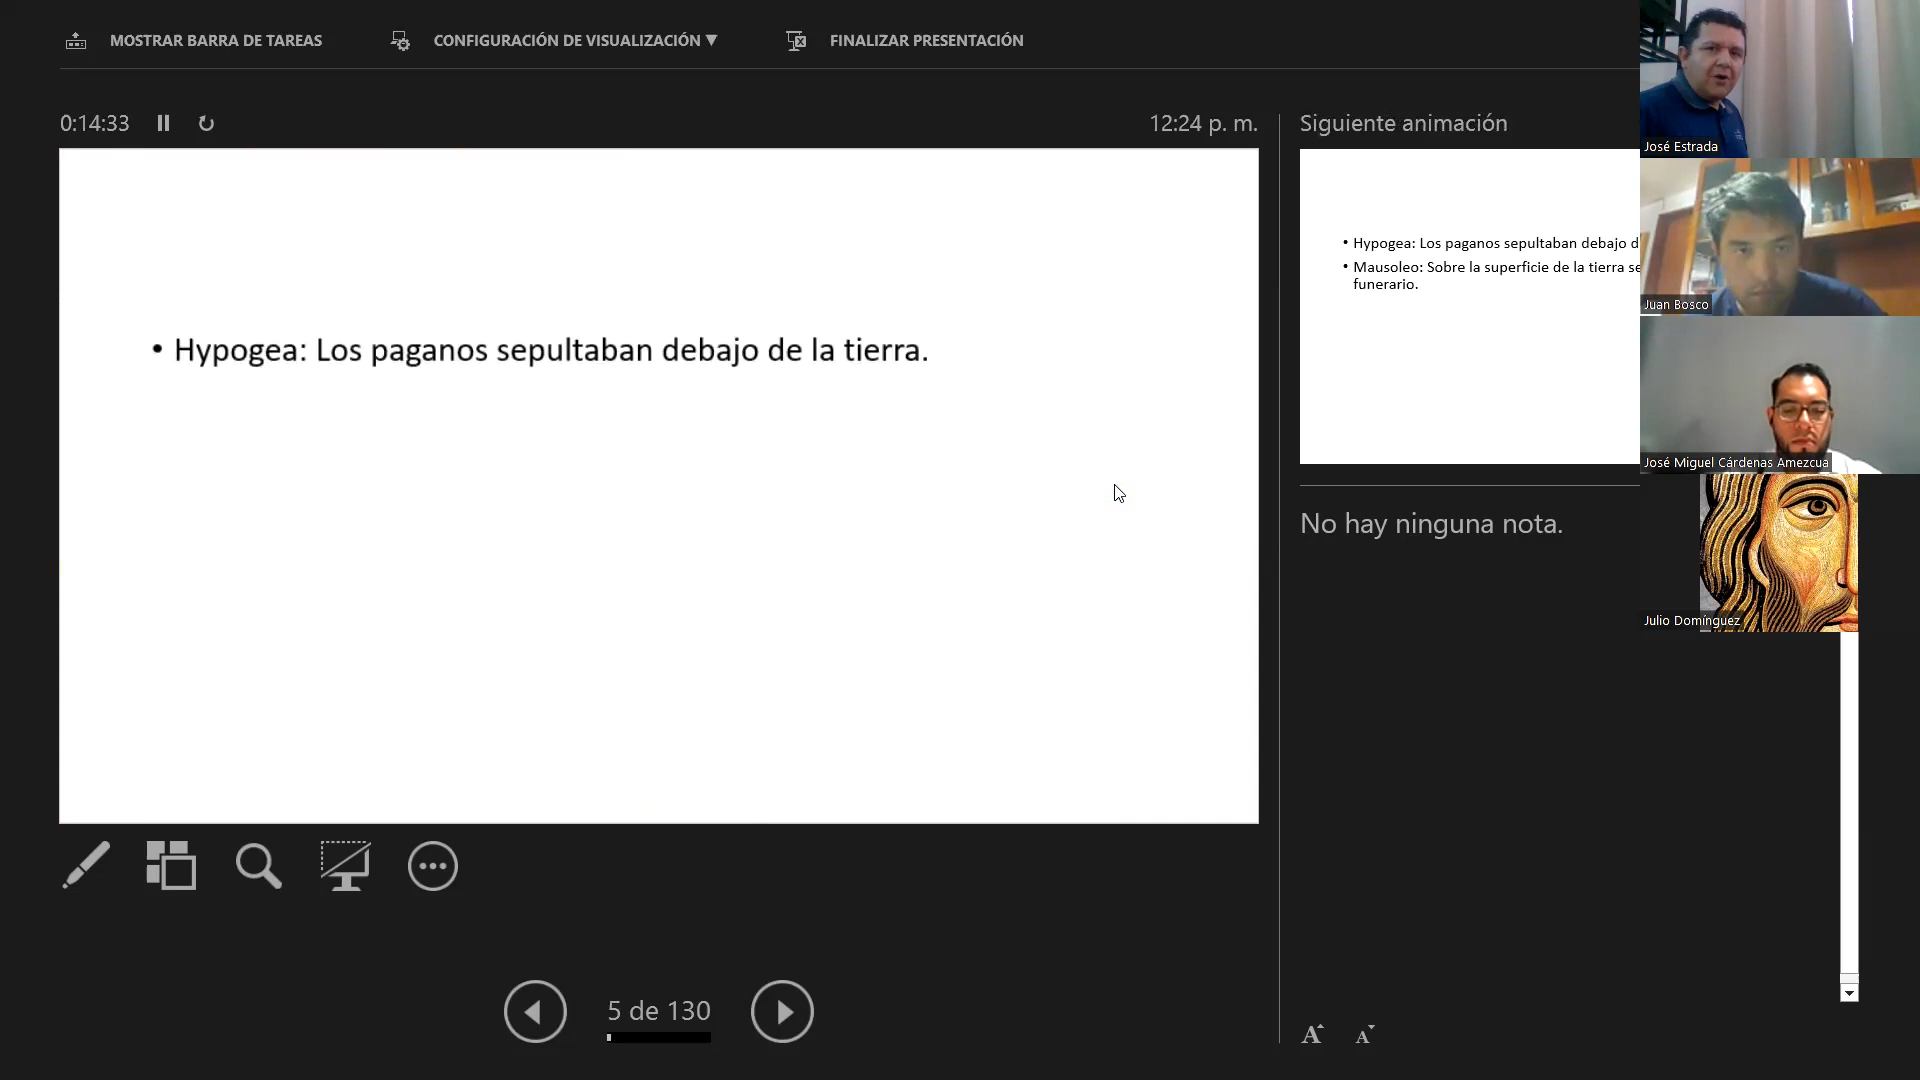 MOSTRAR BARRA DE TAREAS
CONFIGURACIÓN DE VISUALIZACIÓN ▼
FINALIZAR PRESENTACIÓN
0:14:33
12:24 p. m.
• Hypogea: Los paganos sepultaban debajo de la tierra.
5 de 130
Siguiente animación
• Hypogea: Los paganos sepultaban debajo d
• Mausoleo: Sobre la superficie de la tierra se
funerario.
No hay ninguna nota.
A A
José Estrada
Juan Bosco
José Miguel Cárdenas Amezcua
Julio Domínguez